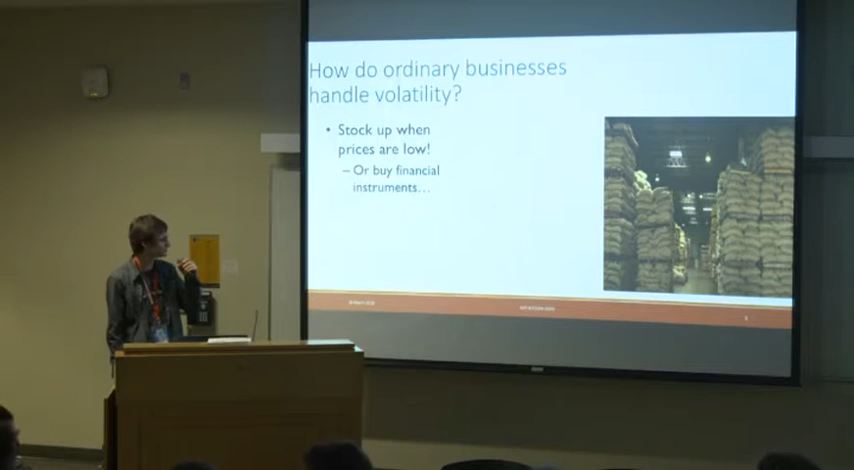 How do ordinary businesses
handle volatility?
• Stock up when
prices are low!
– Or buy financial
instruments…